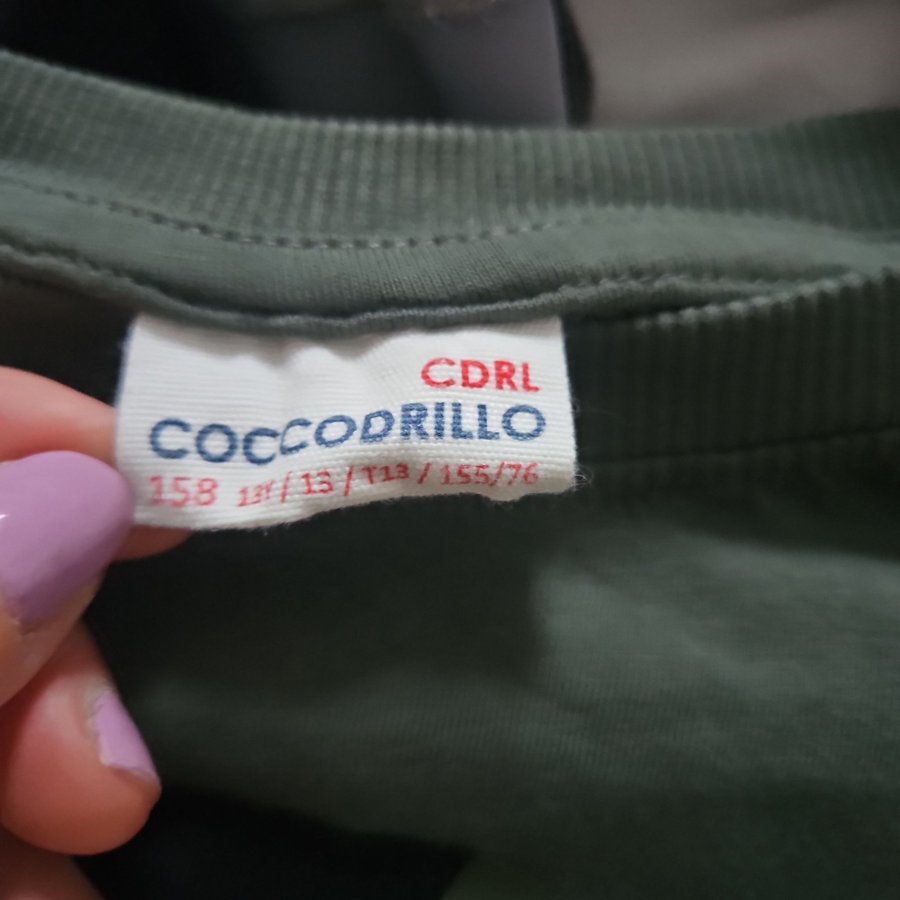 CDRL
COCCODRILLO
158 13Y / 13 / T13 / 155/76